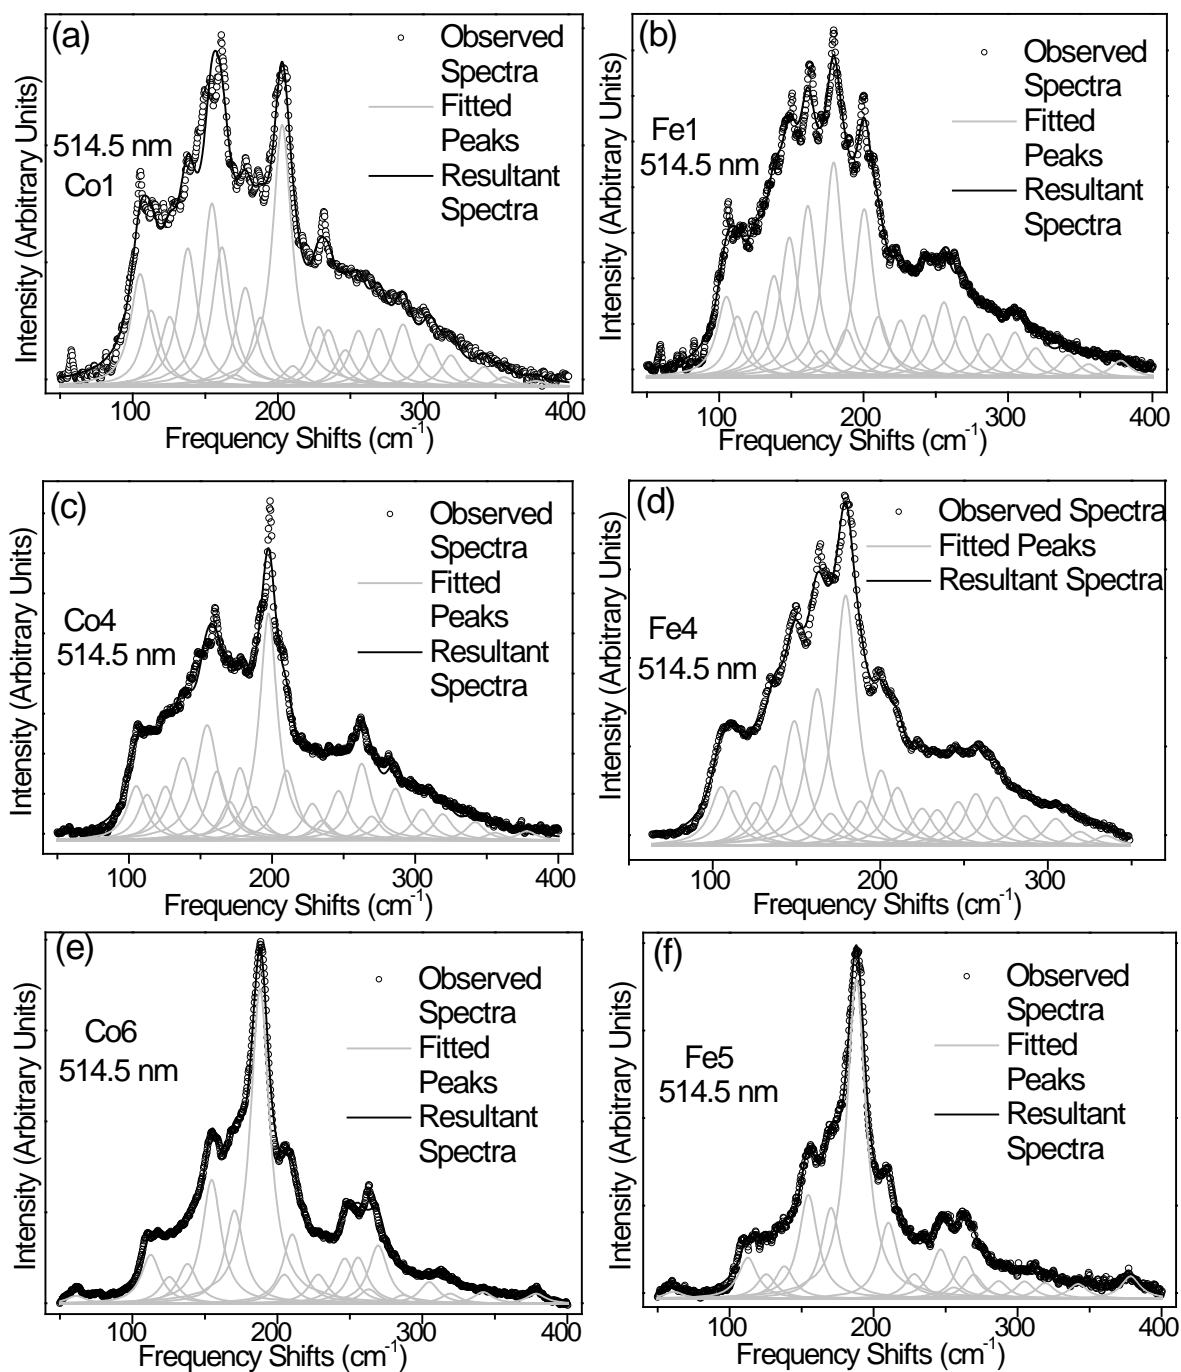 (a)
Observed
Spectra
Fitted
Peaks
Resultant
Spectra
514.5 nm
Co1
Intensity (Arbitrary Units)
100 200 300 400
Frequency Shifts (cm-1)
(b)
Observed
Spectra
Fitted
Peaks
Resultant
Spectra
Fe1
514.5 nm
Intensity (Arbitrary Units)
100 200 300 400
Frequency Shifts (cm-1)
(c)
Observed
Spectra
Fitted
Peaks
Resultant
Spectra
Co4
514.5 nm
Intensity (Arbitrary Units)
100 200 300 400
Frequency Shifts (cm-1)
(d)
Observed Spectra
Fitted Peaks
Resultant Spectra
Fe4
514.5 nm
Intensity (Arbitrary Units)
100 200 300
Frequency Shifts (cm-1)
(e)
Observed
Spectra
Fitted
Peaks
Resultant
Spectra
Co6
514.5 nm
Intensity (Arbitrary Units)
100 200 300 400
Frequency Shifts (cm-1)
(f)
Observed
Spectra
Fitted
Peaks
Resultant
Spectra
Fe5
514.5 nm
Intensity (Arbitrary Units)
100 200 300 400
Frequency Shifts (cm-1)